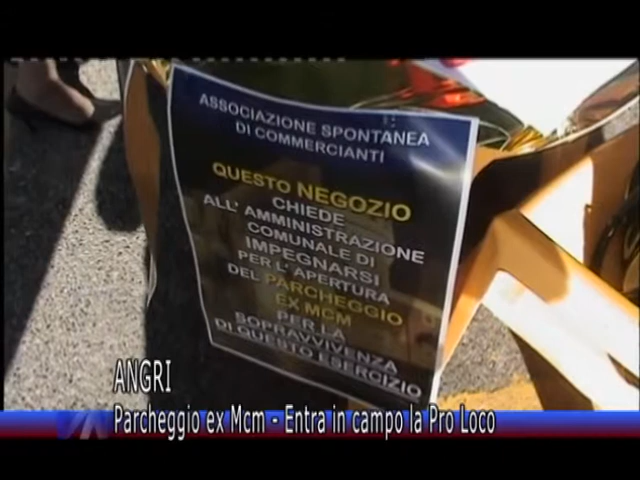 ASSOCIAZIONE SPONTANEA
DI COMMERCIANTI
QUESTO NEGOZIO
CHIEDE
ALL' AMMINISTRAZIONE
COMUNALE DI
IMPEGNARSI
PER L' APERTURA
DEL PARCHEGGIO
EX MCM
PER LA
SOPRAVVIVENZA
DI QUESTO ESERCIZIO
ANGRI
Parcheggio ex Mcm - Entra in campo la Pro Loco